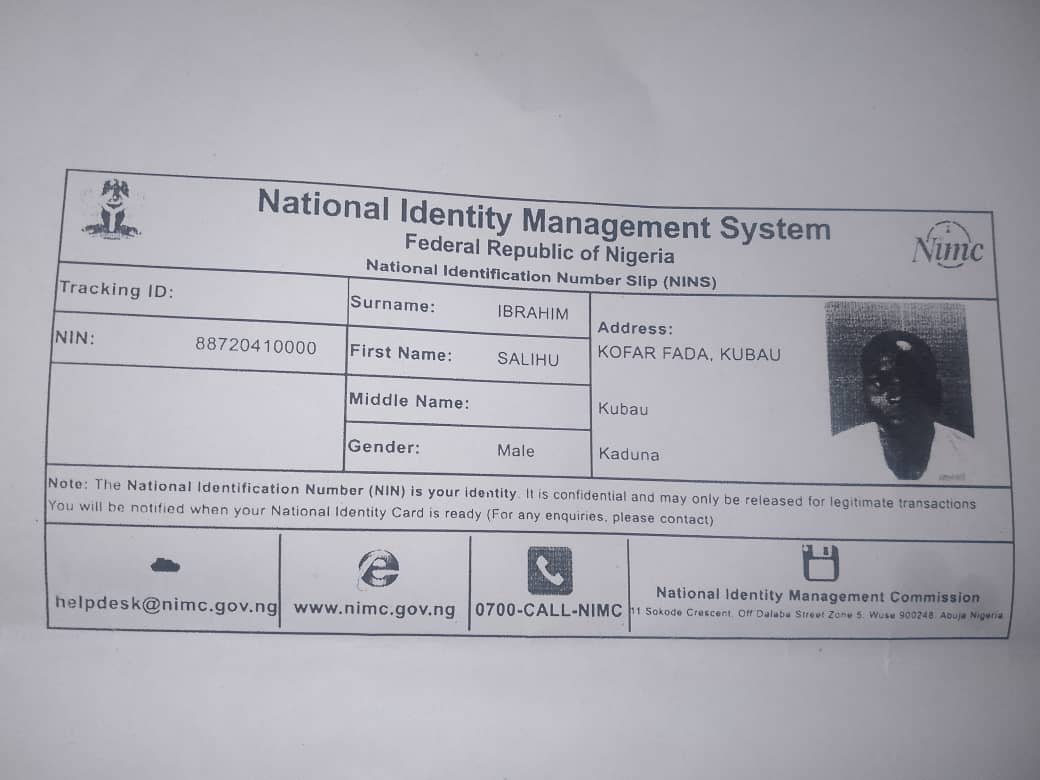 National Identity Management System
Federal Republic of Nigeria
National Identification Number Slip (NINS)
Nimc
Tracking ID:
NIN: 88720410000
Surname: IBRAHIM
First Name: SALIHU
Middle Name:
Gender: Male
Address:
KOFAR FADA, KUBAU
Kubau
Kaduna
Note: The National Identification Number (NIN) is your identity. It is confidential and may only be released for legitimate transactions
You will be notified when your National Identity Card is ready (For any enquiries, please contact)
helpdesk@nimc.gov.ng
www.nimc.gov.ng
0700-CALL-NIMC
National Identity Management Commission
11 Sokode Crescent, Off Dalaba Street Zone 5, Wuse 900248, Abuja Nigeria